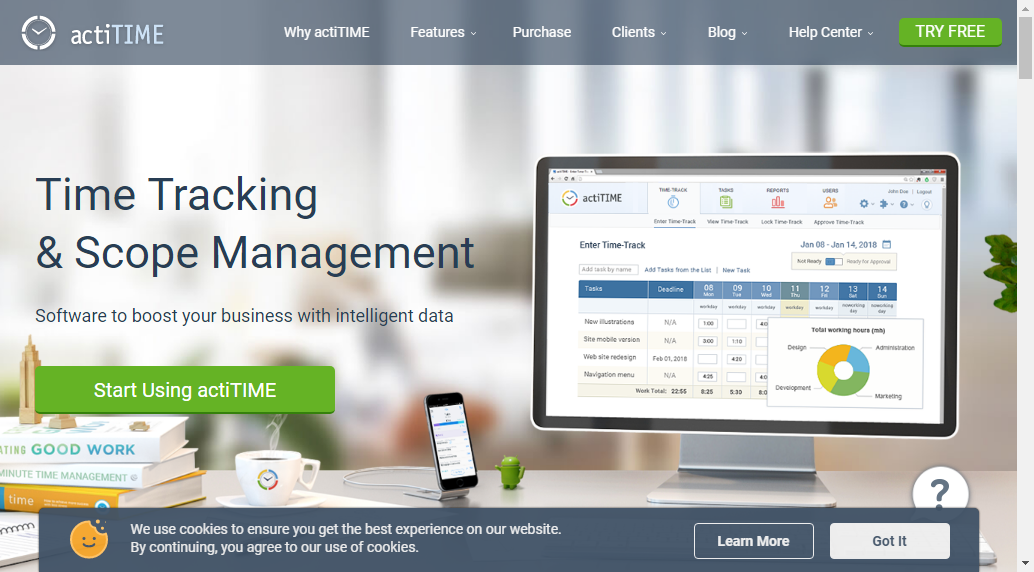 actiTIME
Why actiTIME
Features
Purchase
Clients
Blog
Help Center
TRY FREE
Time Tracking
& Scope Management
Software to boost your business with intelligent data
Start Using actiTIME
ATING GOOD WORK
MINUTE TIME MANAGEMENT
time
actiTIME
TIME-TRACK
TASKS
REPORTS
USERS
John Doe | Logout
Enter Time-Track
View Time-Track
Lock Time-Track
Approve Time-Track
Enter Time-Track
Jan 08 - Jan 14, 2018
Not Ready
Ready for Approval
Add task by name
Add Tasks from the List | New Task
Tasks
Deadline
08 09 10 11 12 13 14
Mon Tue Wed Thu Fri Sat Sun
workday workday workday workday workday nonworking day nonworking day
New illustrations N/A 1:00 4:0
Site mobile version N/A 3:00 1:10
Web site redesign Feb 01, 2018 4:20
Navigation menu N/A 4:25 4:0
Work Total: 22:55 8:25 5:30 8:0
Total working hours (mh)
Design
Administration
Development
Marketing
?
We use cookies to ensure you get the best experience on our website.
By continuing, you agree to our use of cookies.
Learn More
Got It